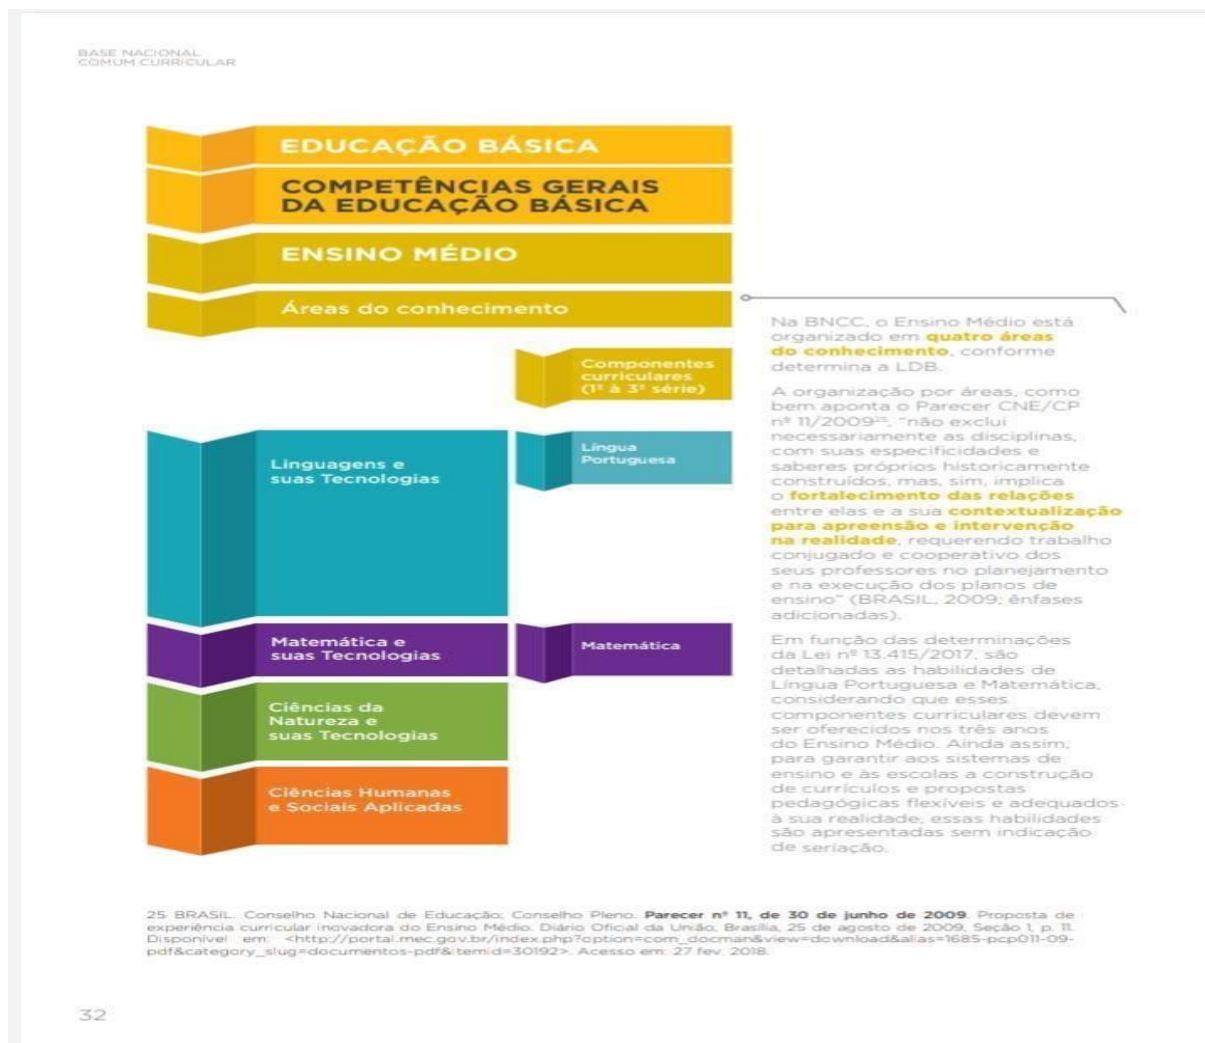 BASE NACIONAL
COMUM CURRICULAR
EDUCAÇÃO BÁSICA
COMPETÊNCIAS GERAIS
DA EDUCAÇÃO BÁSICA
ENSINO MÉDIO
Áreas do conhecimento
Componentes
curriculares
(1ª à 3ª série)
Linguagens e
suas Tecnologias
Língua
Portuguesa
Matemática e
suas Tecnologias
Matemática
Ciências da
Natureza e
suas Tecnologias
Ciências Humanas
e Sociais Aplicadas
Na BNCC, o Ensino Médio está
organizado em quatro áreas
do conhecimento, conforme
determina a LDB.
A organização por áreas, como
bem aponta o Parecer CNE/CP
nº 11/2009²⁵, “não exclui
necessariamente as disciplinas,
com suas especificidades e
saberes próprios historicamente
construídos, mas, sim, implica
o fortalecimento das relações
entre elas e a sua contextualização
para apreensão e intervenção
na realidade, requerendo trabalho
conjugado e cooperativo dos
seus professores no planejamento
e na execução dos planos de
ensino” (BRASIL, 2009; ênfases
adicionadas).
Em função das determinações
da Lei nº 13.415/2017, são
detalhadas as habilidades de
Língua Portuguesa e Matemática,
considerando que esses
componentes curriculares devem
ser oferecidos nos três anos
do Ensino Médio. Ainda assim,
para garantir aos sistemas de
ensino e às escolas a construção
de currículos e propostas
pedagógicas flexíveis e adequados
à sua realidade, essas habilidades
são apresentadas sem indicação
de seriação.
25 BRASIL. Conselho Nacional de Educação; Conselho Pleno. Parecer nº 11, de 30 de junho de 2009. Proposta de
experiência curricular inovadora do Ensino Médio. Diário Oficial da União, Brasília, 25 de agosto de 2009, Seção 1, p. 11.
Disponível em: <http://portal.mec.gov.br/index.php?option=com_docman&view=download&alias=1685-pcp011-09-
pdf&category_slug=documentos-pdf&Itemid=30192>. Acesso em: 27 fev. 2018.
32